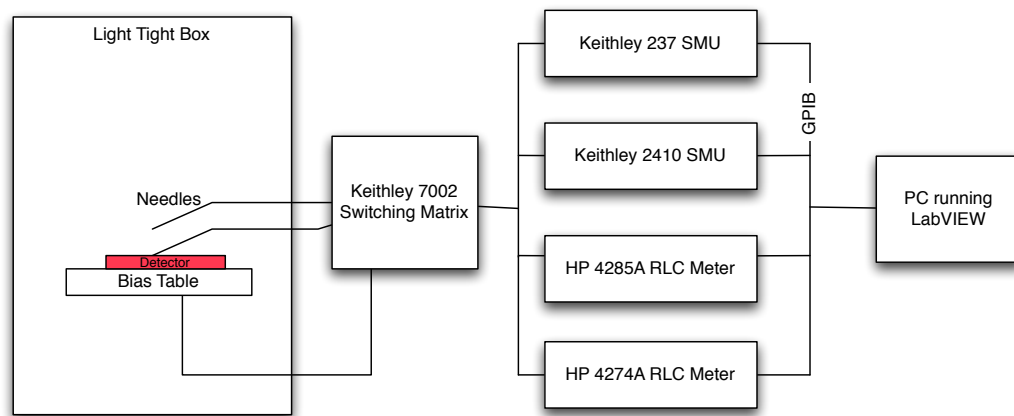 Light Tight Box
Needles
Detector
Bias Table
Keithley 7002
Switching Matrix
Keithley 237 SMU
Keithley 2410 SMU
HP 4285A RLC Meter
HP 4274A RLC Meter
GPIB
PC running
LabVIEW